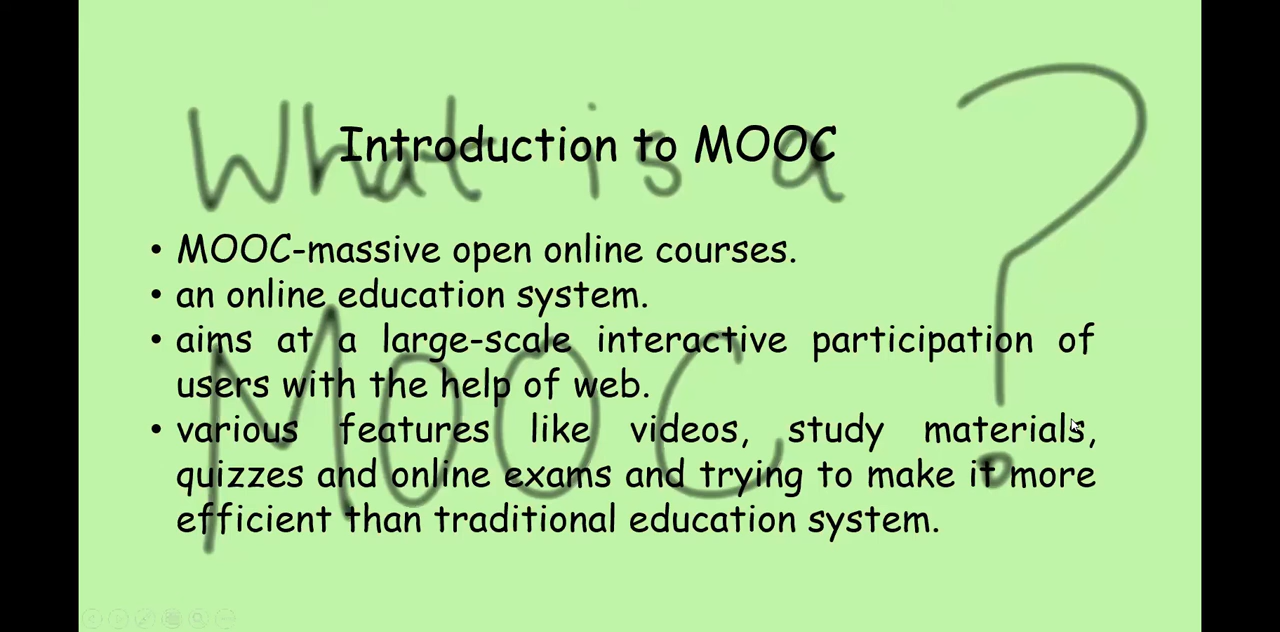 What is a
MOOC ?
Introduction to MOOC
• MOOC-massive open online courses.
• an online education system.
• aims at a large-scale interactive participation of
users with the help of web.
• various features like videos, study materials,
quizzes and online exams and trying to make it more
efficient than traditional education system.